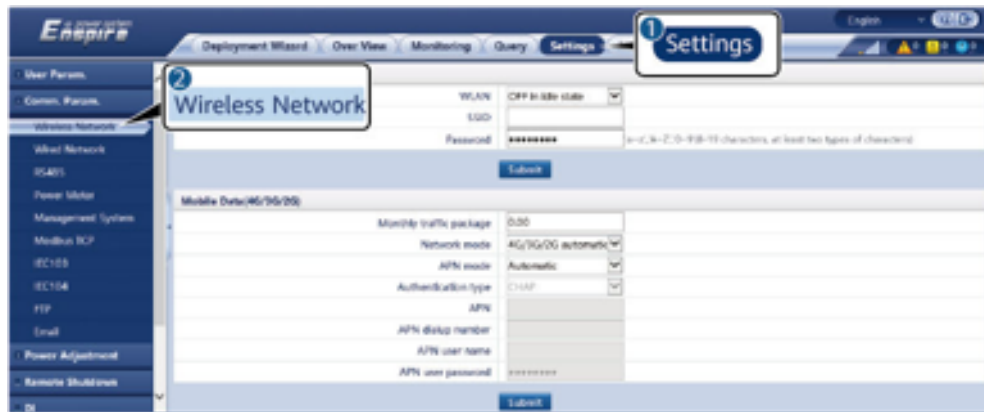 Enspire
English
Deployment Wizard Over View Monitoring Query Settings
1 Settings
User Param.
Comm. Param.
2 Wireless Network
Wireless Network
Wired Network
RS485
Power Meter
Management System
Modbus TCP
IEC103
IEC104
FTP
Email
Power Adjustment
Remote Shutdown
DI
WLAN OFF in idle state
SSID
Password ••••••••
Submit
Mobile Data(4G/3G/2G)
Monthly traffic package 0.00
Network mode 4G/3G/2G automatic
APN mode Automatic
Authentication type CHAP
APN
APN dialup number
APN user name
APN user password ••••••••
Submit